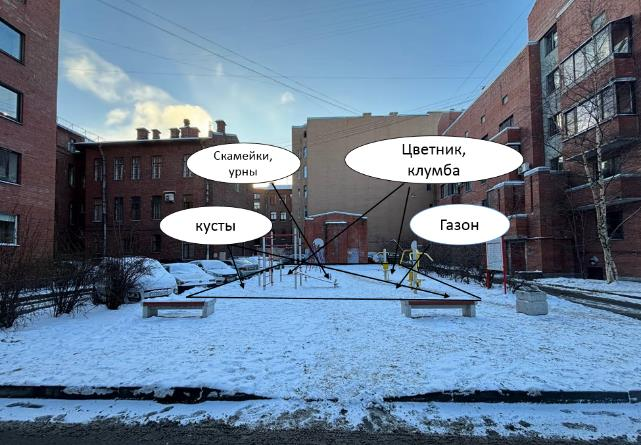 Скамейки,
урны
Цветник,
клумба
кусты
Газон